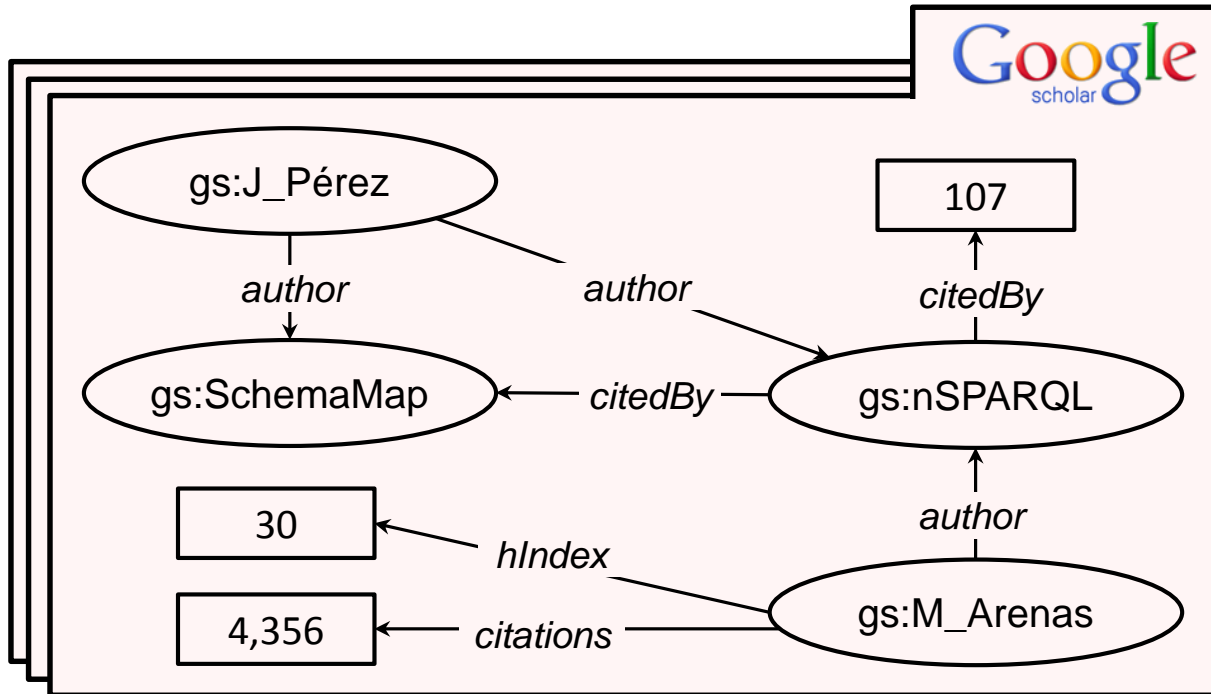 Google
scholar
gs:J_Pérez
107
author
author
citedBy
gs:SchemaMap
citedBy
gs:nSPARQL
30
hIndex
author
4,356
citations
gs:M_Arenas